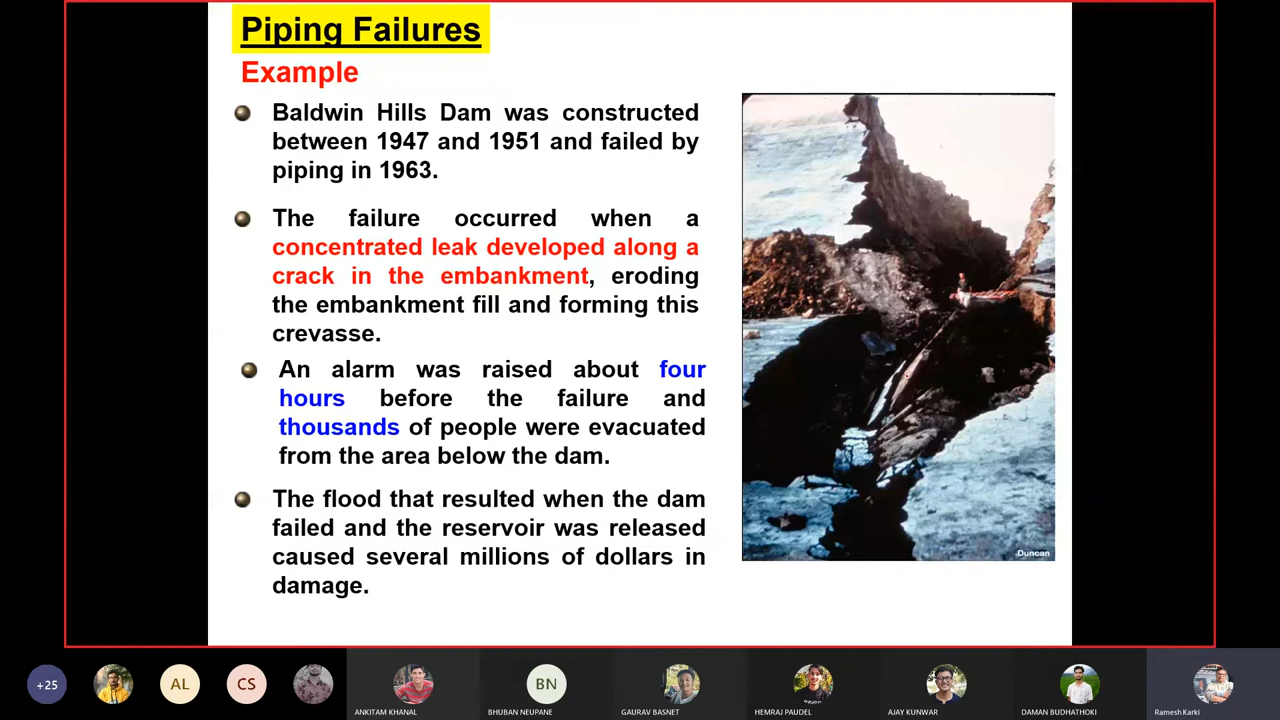 Piping Failures
Example
Baldwin Hills Dam was constructed
between 1947 and 1951 and failed by
piping in 1963.
The failure occurred when a
concentrated leak developed along a
crack in the embankment, eroding
the embankment fill and forming this
crevasse.
An alarm was raised about four
hours before the failure and
thousands of people were evacuated
from the area below the dam.
The flood that resulted when the dam
failed and the reservoir was released
caused several millions of dollars in
damage.
Duncan
+25
AL
CS
ANKITAM KHANAL
BN
BHUBAN NEUPANE
GAURAV BASNET
HEMRAJ PAUDEL
AJAY KUNWAR
DAMAN BUDHATHOKI
Ramesh Karki